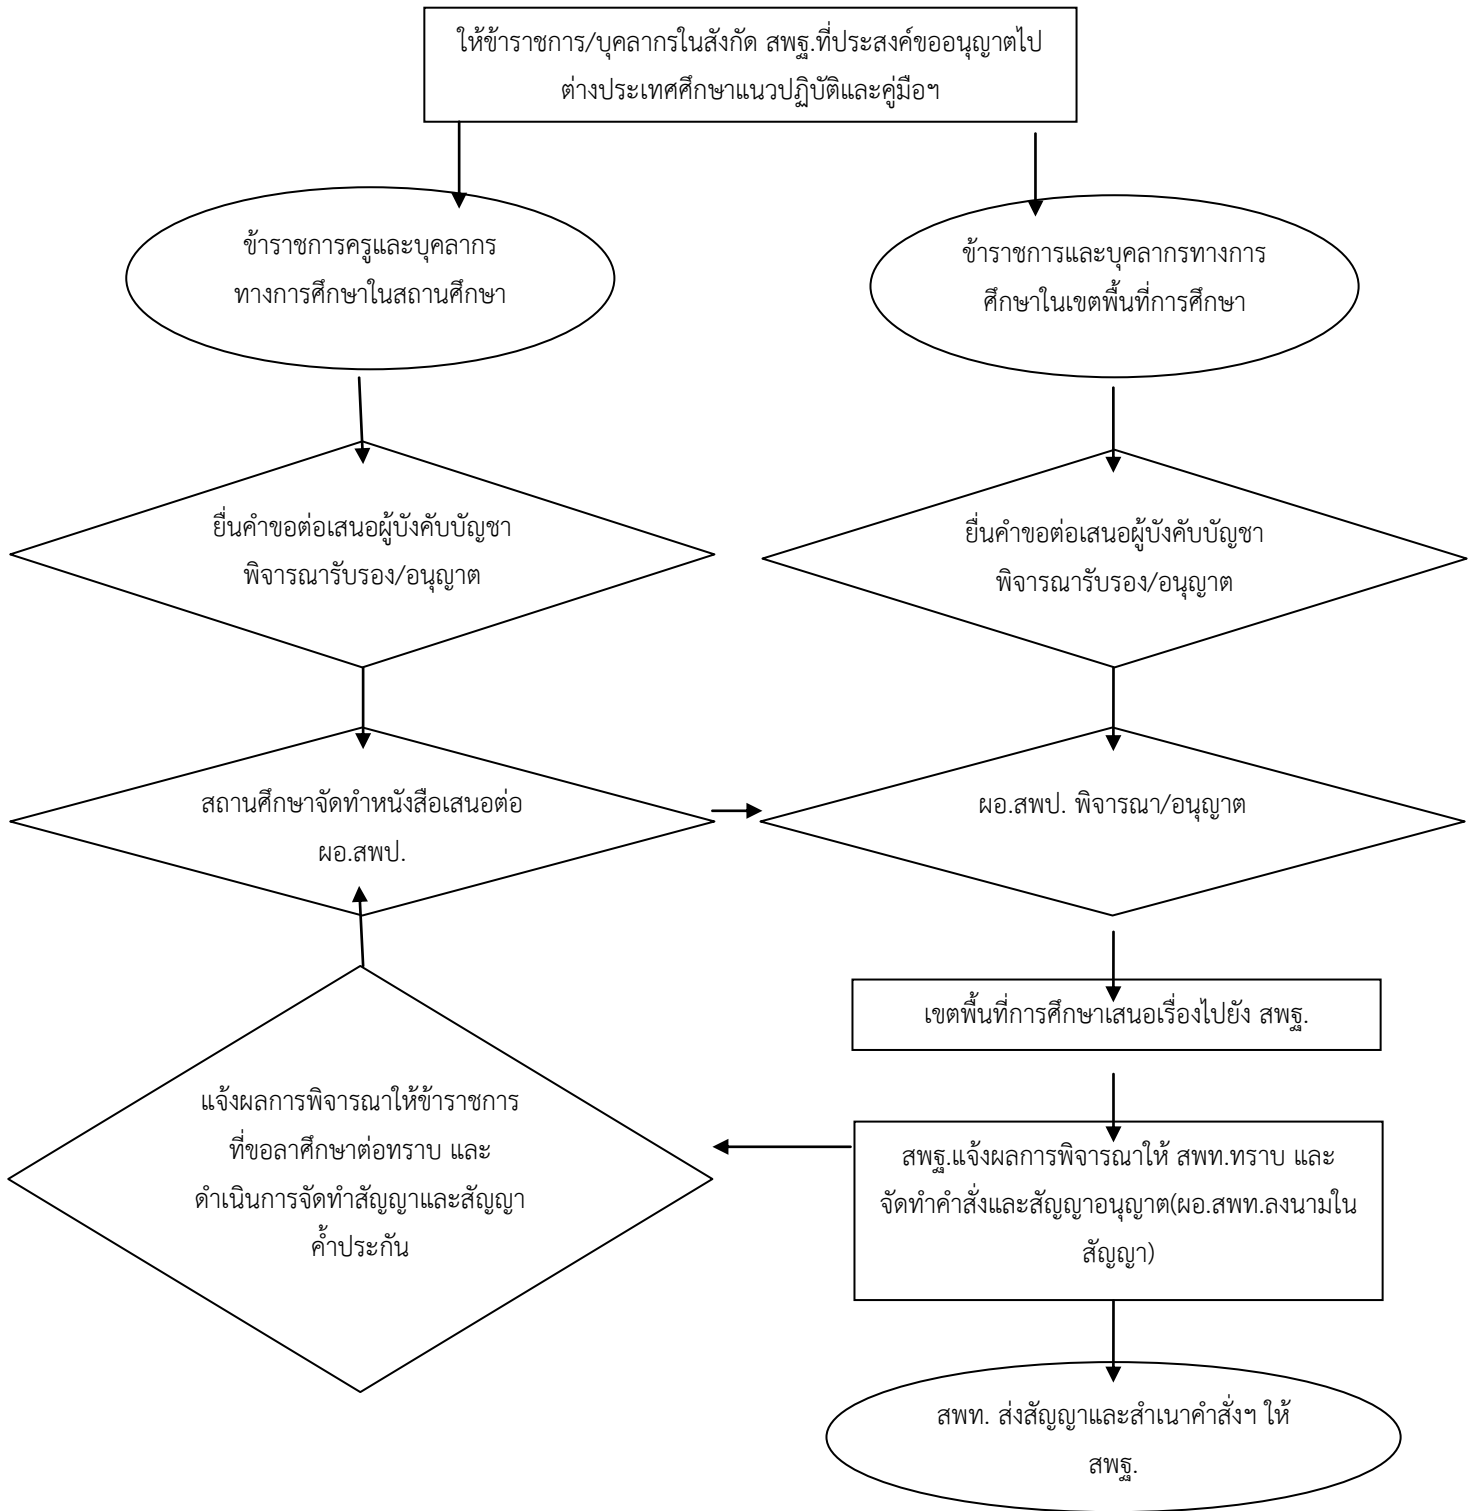 ให้ข้าราชการ/บุคลากรในสังกัด สพฐ.ที่ประสงค์ขออนุญาตไป
ต่างประเทศศึกษาแนวปฏิบัติและคู่มือฯ
ข้าราชการครูและบุคลากร
ทางการศึกษาในสถานศึกษา
ข้าราชการและบุคลากรทางการ
ศึกษาในเขตพื้นที่การศึกษา
ยื่นคำขอต่อเสนอผู้บังคับบัญชา
พิจารณารับรอง/อนุญาต
ยื่นคำขอต่อเสนอผู้บังคับบัญชา
พิจารณารับรอง/อนุญาต
สถานศึกษาจัดทำหนังสือเสนอต่อ
ผอ.สพป.
ผอ.สพป. พิจารณา/อนุญาต
เขตพื้นที่การศึกษาเสนอเรื่องไปยัง สพฐ.
แจ้งผลการพิจารณาให้ข้าราชการ
ที่ขอลาศึกษาต่อทราบ และ
ดำเนินการจัดทำสัญญาและสัญญา
ค้ำประกัน
สพฐ.แจ้งผลการพิจารณาให้ สพท.ทราบ และ
จัดทำคำสั่งและสัญญาอนุญาต(ผอ.สพท.ลงนามใน
สัญญา)
สพท. ส่งสัญญาและสำเนาคำสั่งฯ ให้
สพฐ.